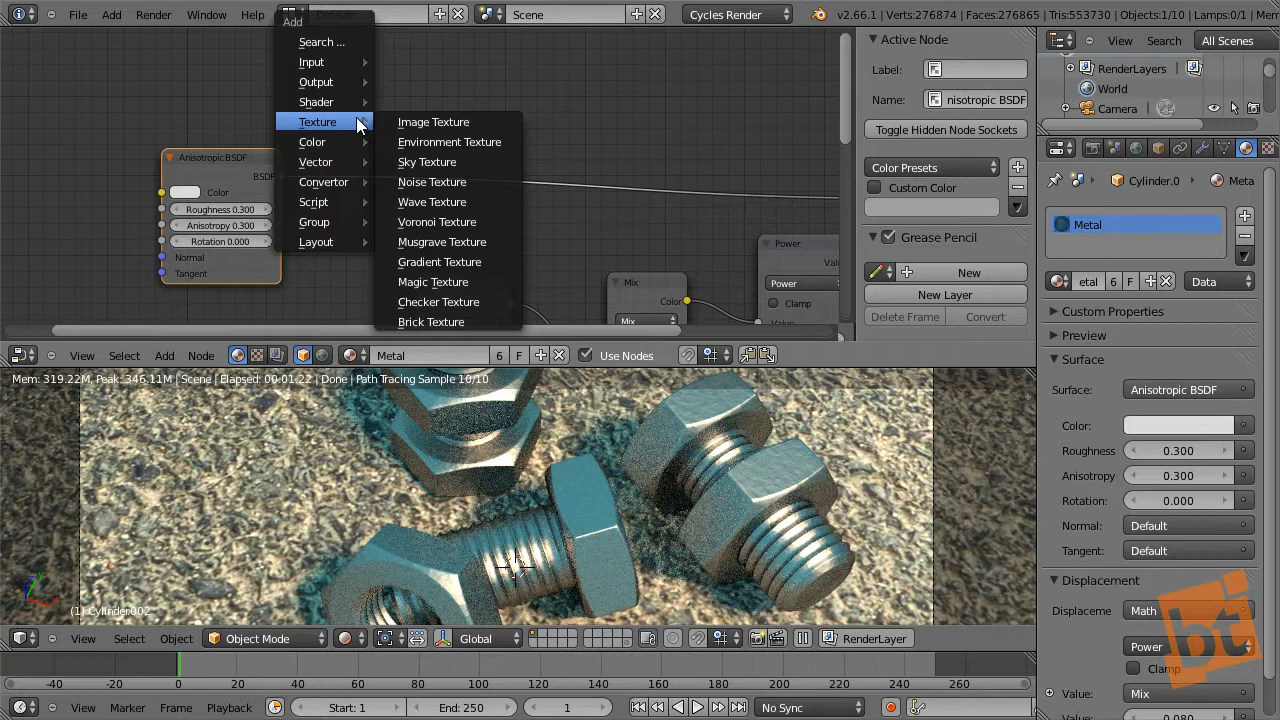 File
Add
Render
Window
Help
Scene
Cycles Render
v2.66.1 | Verts:276874 | Faces:276865 | Tris:553730 | Objects:1/10 | Lamps:0/1 | Mem
Add
Search ...
Input
Output
Shader
Texture
Color
Vector
Convertor
Script
Group
Layout
Image Texture
Environment Texture
Sky Texture
Noise Texture
Wave Texture
Voronoi Texture
Musgrave Texture
Gradient Texture
Magic Texture
Checker Texture
Brick Texture
Anisotropic BSDF
BSDF
Color
Roughness 0.300
Anisotropy 0.300
Rotation 0.000
Normal
Tangent
Mix
Color
Mix
Power
Power
Clamp
Active Node
Label:
Name:
nisotropic BSDF
Toggle Hidden Node Sockets
Color Presets
Custom Color
Grease Pencil
New
New Layer
Delete Frame
Convert
View
Search
All Scenes
RenderLayers
World
Camera
Cylinder.0
Meta
Metal
etal
6
F
Data
Custom Properties
Preview
Surface
Surface:
Anisotropic BSDF
Color:
Roughness
0.300
Anisotropy
0.300
Rotation:
0.000
Normal:
Default
Tangent:
Default
Displacement
Displaceme
Math
Power
Clamp
Value:
Mix
0.080
bt
View
Select
Add
Node
Metal
6
F
Use Nodes
Mem: 319.22M, Peak: 346.11M | Scene | Elapsed: 00:01.22 | Done | Path Tracing Sample 10/10
(1) Cylinder002
View
Select
Object
Object Mode
Global
RenderLayer
-40
-20
0
20
40
60
80
100
120
140
160
180
200
220
240
260
View
Marker
Frame
Playback
Start: 1
End: 250
1
No Sync